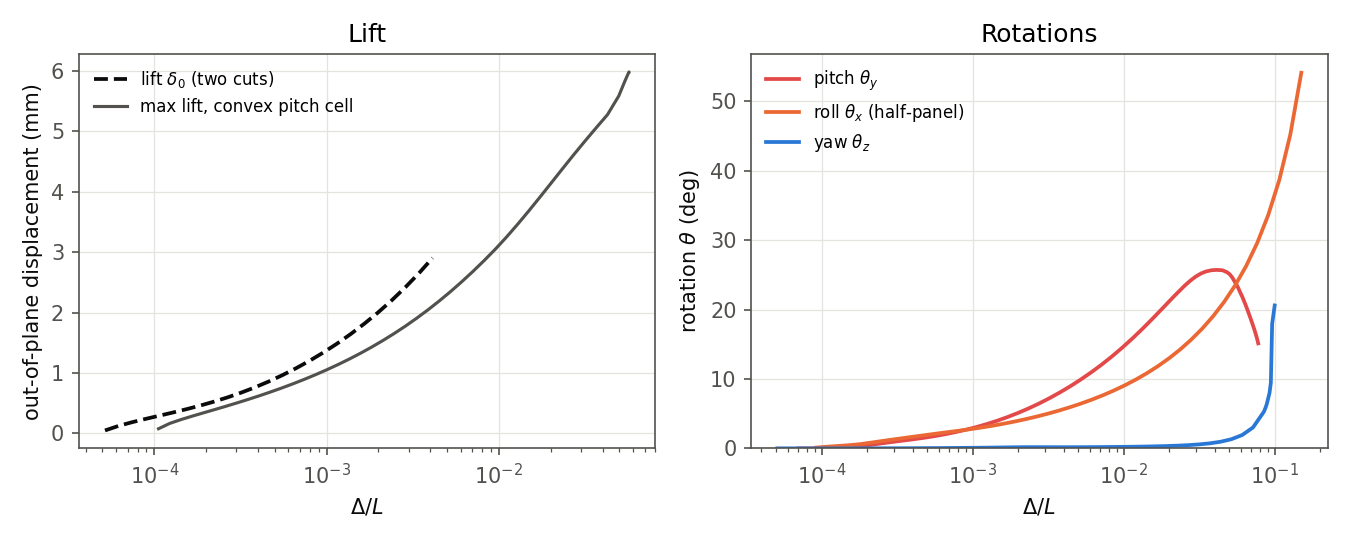 Lift
out-of-plane displacement (mm)
6
5
4
3
2
1
0
lift δ₀ (two cuts)
max lift, convex pitch cell
10⁻⁴
10⁻³
10⁻²
Δ/L
Rotations
rotation θ (deg)
50
40
30
20
10
0
pitch θy
roll θₓ (half-panel)
yaw θz
10⁻⁴
10⁻³
10⁻²
10⁻¹
Δ/L